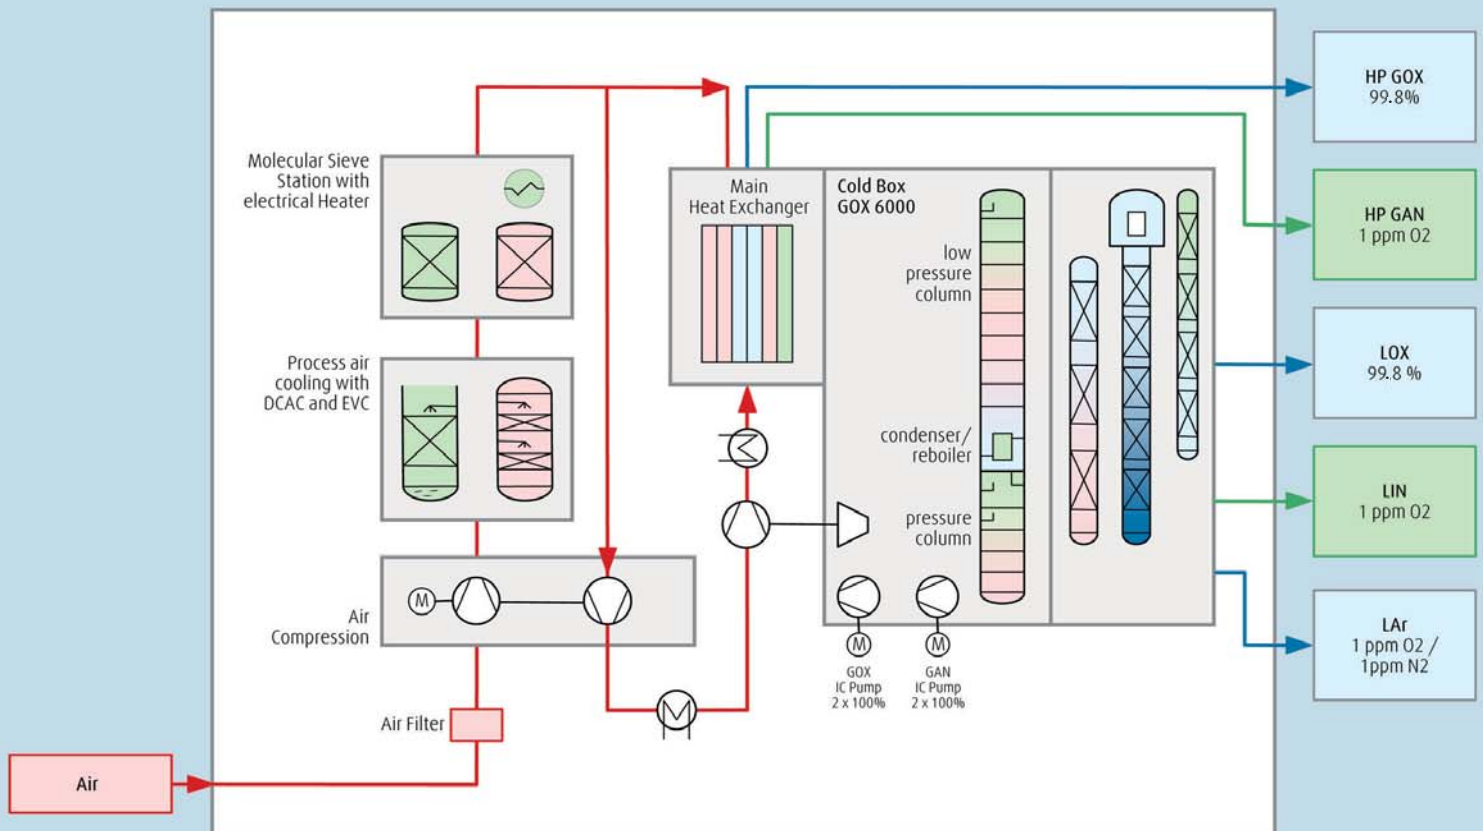 HP GOX
99.8%
Molecular Sieve
Station with
electrical Heater
Main
Heat Exchanger
Cold Box
GOX 6000
HP GAN
1 ppm O2
low
pressure
column
Process air
cooling with
DCAC and EVC
LOX
99.8 %
condenser/
reboiler
LIN
1 ppm O2
pressure
column
M
Air
Compression
M
M
GOX
IC Pump
2 x 100%
GAN
IC Pump
2 x 100%
LAr
1 ppm O2 /
1ppm N2
Air Filter
Air